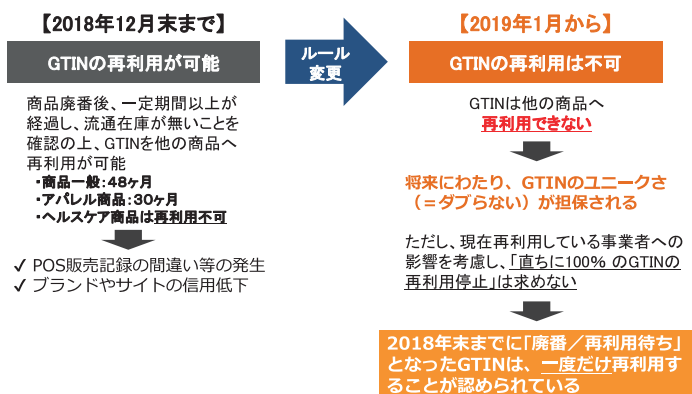 【2018年12月末まで】
GTINの再利用が可能
商品廃番後、一定期間以上が
経過し、流通在庫が無いことを
確認の上、GTINを他の商品へ
再利用が可能
・商品一般：48ヶ月
・アパレル商品：30ヶ月
・ヘルスケア商品は再利用不可
✓ POS販売記録の間違い等の発生
✓ ブランドやサイトの信用低下
ルール
変更
【2019年1月から】
GTINの再利用は不可
GTINは他の商品へ
再利用できない
将来にわたり、GTINのユニークさ
（＝ダブらない）が担保される
ただし、現在再利用している事業者への
影響を考慮し、「直ちに100% のGTINの
再利用停止」は求めない
2018年末までに「廃番／再利用待ち」
となったGTINは、一度だけ再利用す
ることが認められている